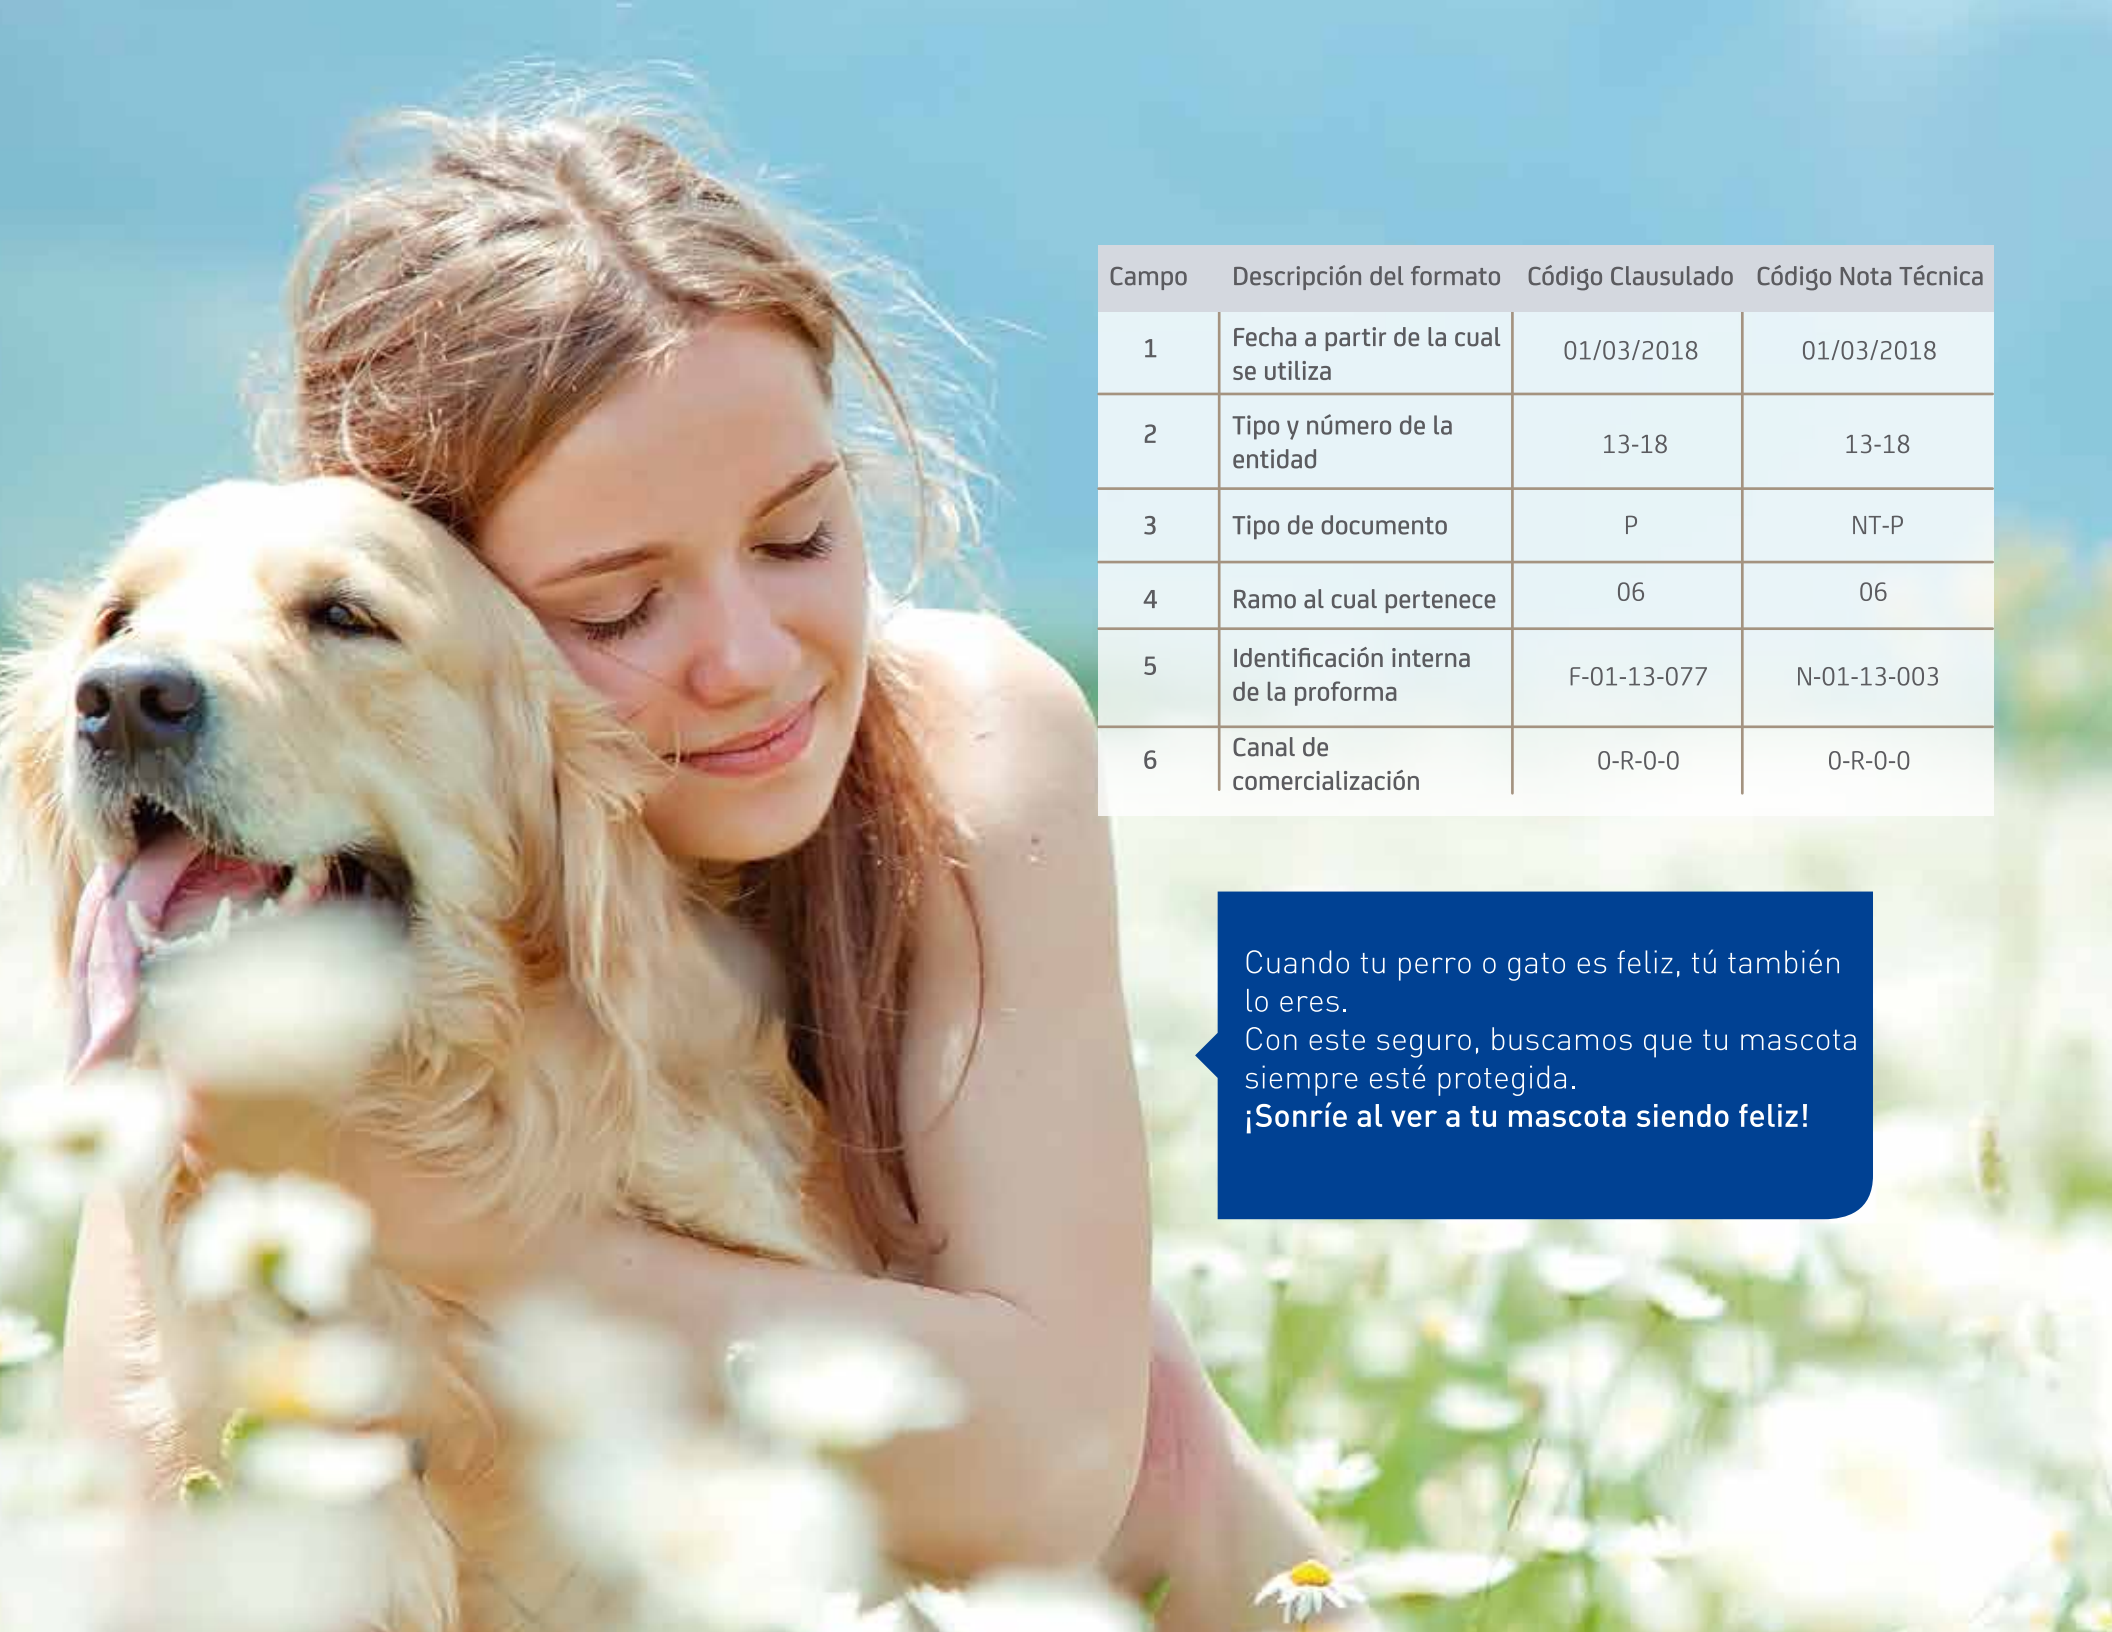 Campo Descripción del formato Código Clausulado Código Nota Técnica
1 Fecha a partir de la cual 01/03/2018 01/03/2018
se utiliza
2 Tipo y número de la 13-18 13-18
entidad
3 Tipo de documento P NT-P
4 Ramo al cual pertenece 06 06
5 Identificación interna F-01-13-077 N-01-13-003
de la proforma
6 Canal de 0-R-0-0 0-R-0-0
comercialización
Cuando tu perro o gato es feliz, tú también
lo eres.
Con este seguro, buscamos que tu mascota
siempre esté protegida.
¡Sonríe al ver a tu mascota siendo feliz!